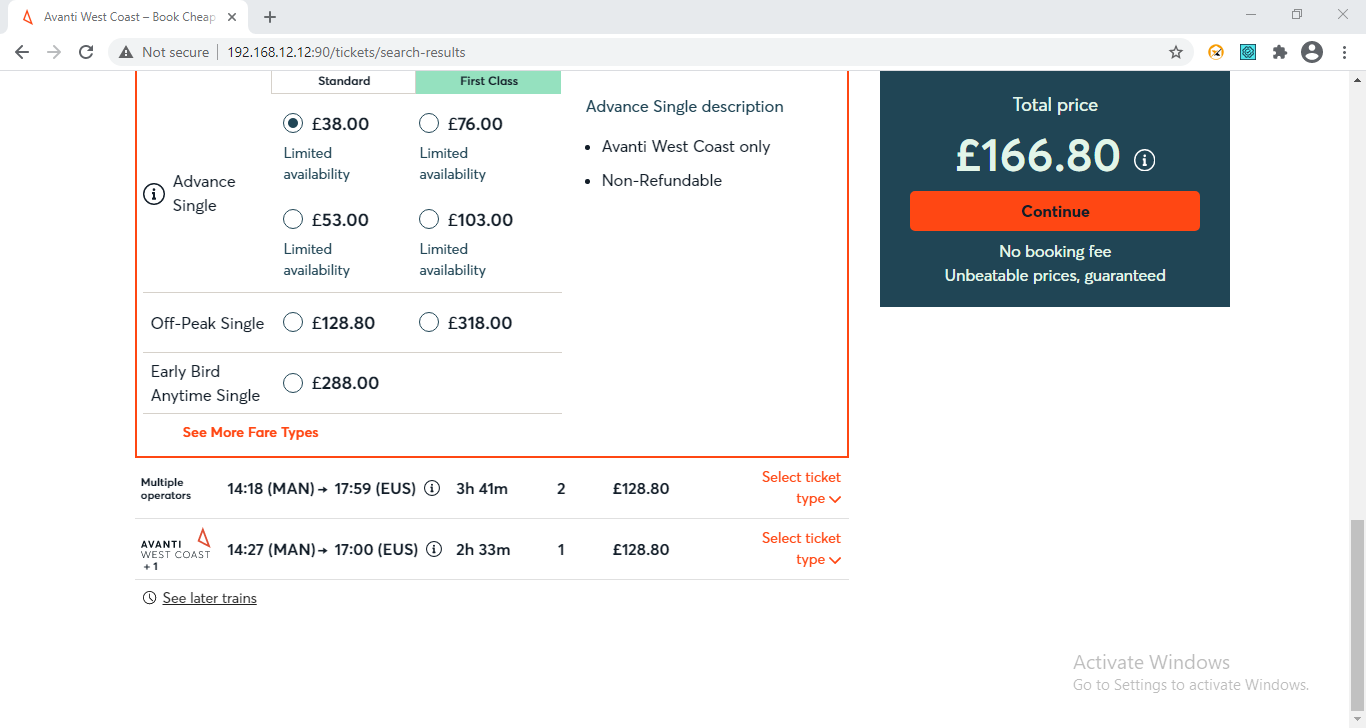 Avanti West Coast – Book Cheap
Not secure
192.168.12.12:90/tickets/search-results
Standard
First Class
Advance Single
£38.00
Limited availability
£76.00
Limited availability
£53.00
Limited availability
£103.00
Limited availability
Off-Peak Single
£128.80
£318.00
Early Bird
Anytime Single
£288.00
See More Fare Types
Advance Single description
• Avanti West Coast only
• Non-Refundable
Total price
£166.80
Continue
No booking fee
Unbeatable prices, guaranteed
Multiple operators
14:18 (MAN) → 17:59 (EUS)
3h 41m
2
£128.80
Select ticket type
AVANTI
WEST COAST
+ 1
14:27 (MAN) → 17:00 (EUS)
2h 33m
1
£128.80
Select ticket type
See later trains
Activate Windows
Go to Settings to activate Windows.